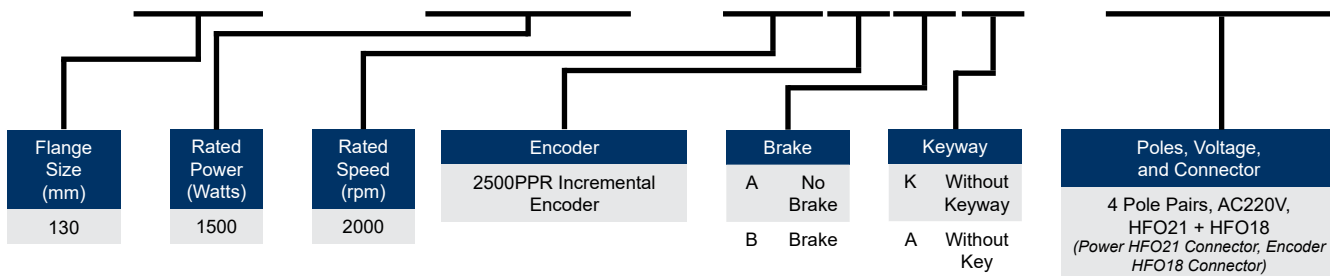 Flange
Size
(mm)
130
Rated
Power
(Watts)
1500
Rated
Speed
(rpm)
2000
Encoder
2500PPR Incremental
Encoder
Brake
A No
Brake
B Brake
Keyway
K Without
Keyway
A Without
Key
Poles, Voltage,
and Connector
4 Pole Pairs, AC220V,
HFO21 + HFO18
(Power HFO21 Connector, Encoder
HFO18 Connector)